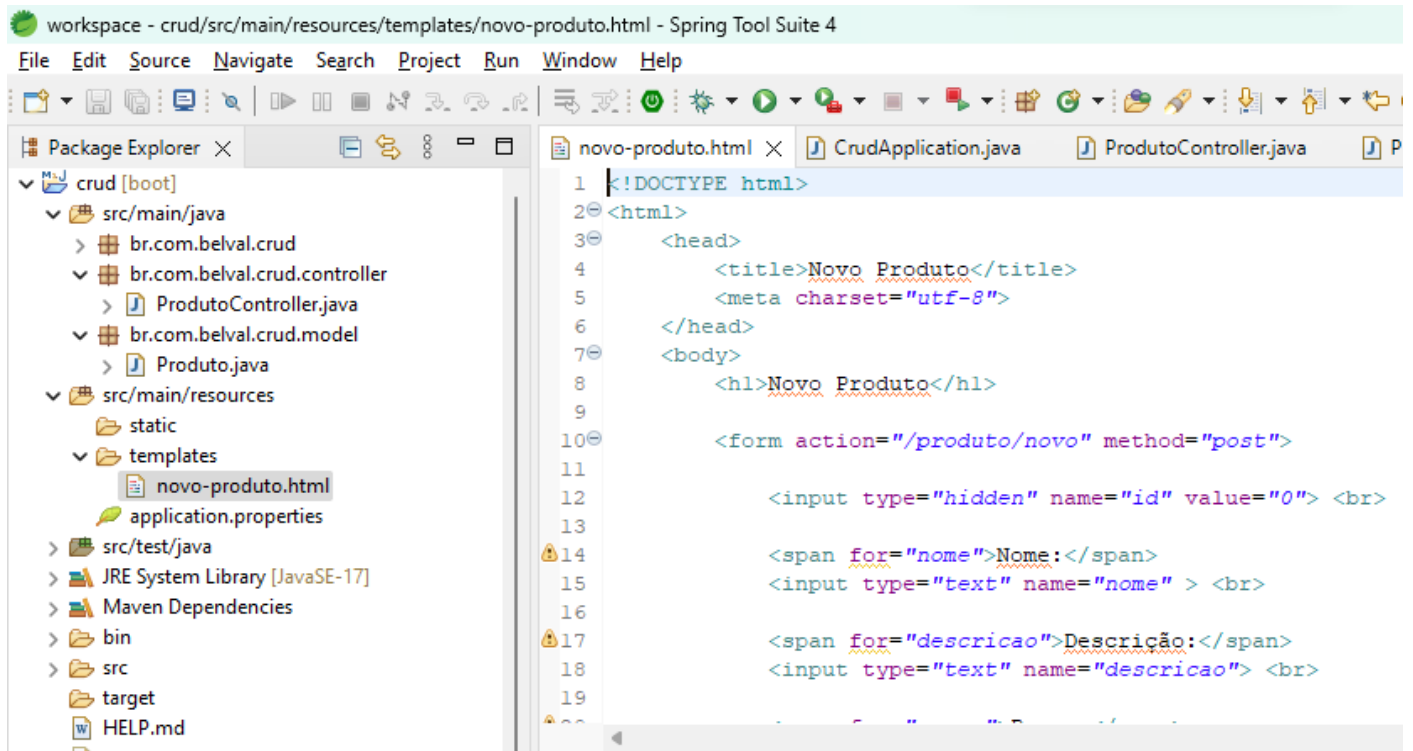 workspace - crud/src/main/resources/templates/novo-produto.html - Spring Tool Suite 4
File Edit Source Navigate Search Project Run Window Help
Package Explorer
crud [boot]
src/main/java
br.com.belval.crud
br.com.belval.crud.controller
ProdutoController.java
br.com.belval.crud.model
Produto.java
src/main/resources
static
templates
novo-produto.html
application.properties
src/test/java
JRE System Library [JavaSE-17]
Maven Dependencies
bin
src
target
HELP.md
novo-produto.html CrudApplication.java ProdutoController.java P
1 <!DOCTYPE html>
2 <html>
3 <head>
4 <title>Novo Produto</title>
5 <meta charset="utf-8">
6 </head>
7 <body>
8 <h1>Novo Produto</h1>
9
10 <form action="/produto/novo" method="post">
11
12 <input type="hidden" name="id" value="0"> <br>
13
14 <span for="nome">Nome:</span>
15 <input type="text" name="nome" > <br>
16
17 <span for="descricao">Descrição:</span>
18 <input type="text" name="descricao"> <br>
19